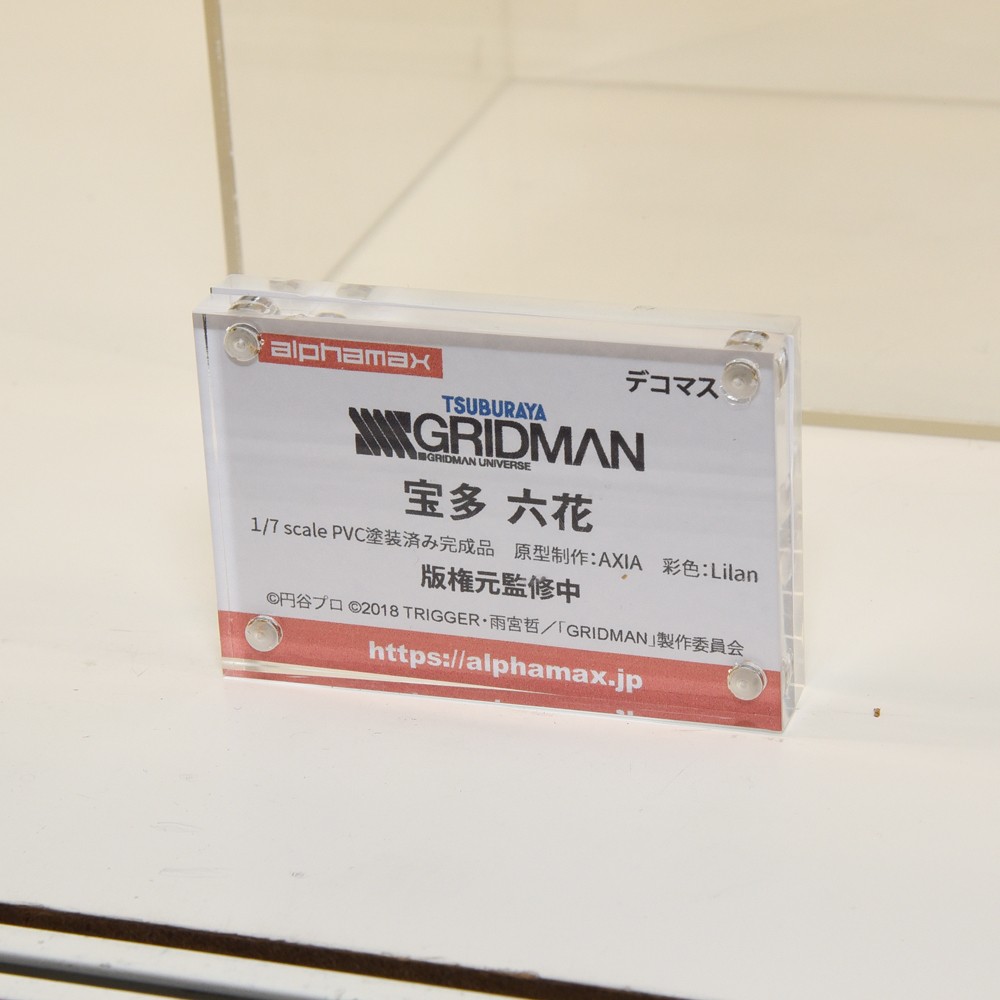 alphamax
デコマス
TSUBURAYA
GRIDMAN
GRIDMAN UNIVERSE
宝多 六花
1/7 scale PVC塗装済み完成品 原型制作:AXIA 彩色:Lilan
版権元監修中
©円谷プロ ©2018 TRIGGER・雨宮哲／「GRIDMAN」製作委員会
https://alphamax.jp